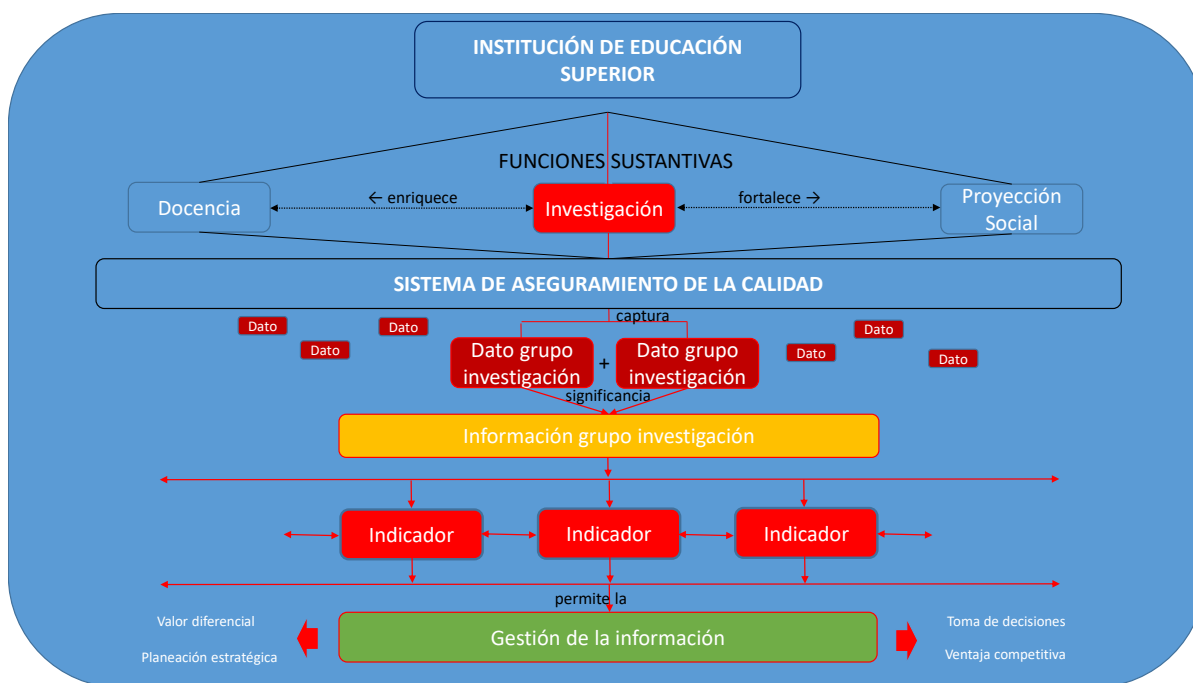 INSTITUCIÓN DE EDUCACIÓN
SUPERIOR
FUNCIONES SUSTANTIVAS
Docencia
← enriquece
Investigación
fortalece →
Proyección
Social
SISTEMA DE ASEGURAMIENTO DE LA CALIDAD
captura
Dato
Dato
Dato
Dato grupo
investigación
+
Dato grupo
investigación
Dato
Dato
Dato
significancia
Información grupo investigación
Indicador
Indicador
Indicador
permite la
Valor diferencial
Planeación estratégica
Gestión de la información
Toma de decisiones
Ventaja competitiva